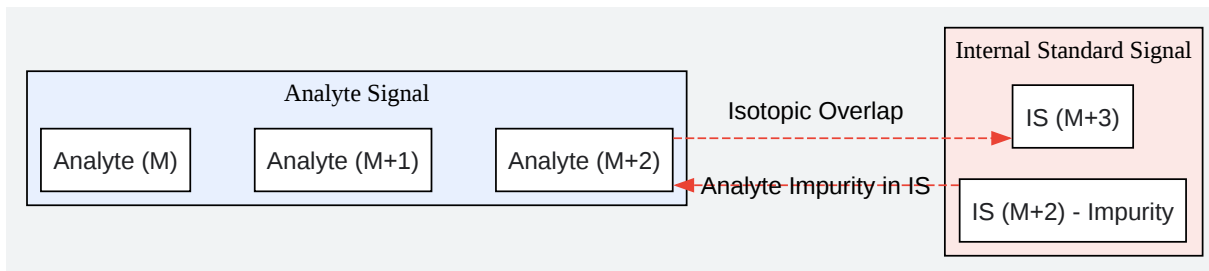 Internal Standard Signal
Analyte Signal
Isotopic Overlap
IS (M+3)
Analyte (M)
Analyte (M+1)
Analyte (M+2)
Analyte Impurity in IS
IS (M+2) - Impurity